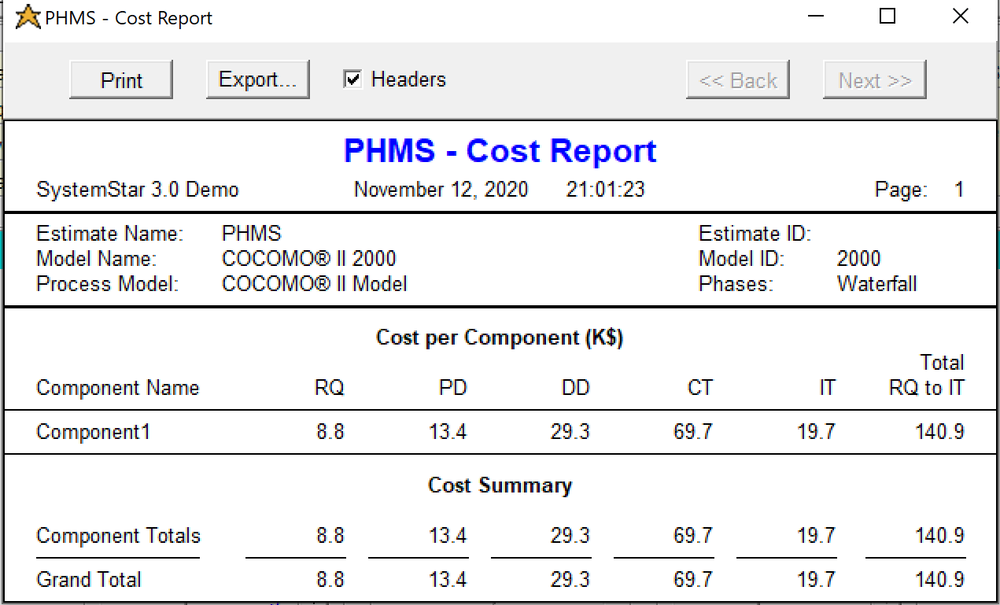 PHMS - Cost Report
Print Export... Headers << Back Next >>
PHMS - Cost Report
SystemStar 3.0 Demo November 12, 2020 21:01:23 Page: 1
Estimate Name: PHMS Estimate ID:
Model Name: COCOMO® II 2000 Model ID: 2000
Process Model: COCOMO® II Model Phases: Waterfall
Cost per Component (K$)
Total
Component Name RQ PD DD CT IT RQ to IT
Component1 8.8 13.4 29.3 69.7 19.7 140.9
Cost Summary
Component Totals 8.8 13.4 29.3 69.7 19.7 140.9
Grand Total 8.8 13.4 29.3 69.7 19.7 140.9